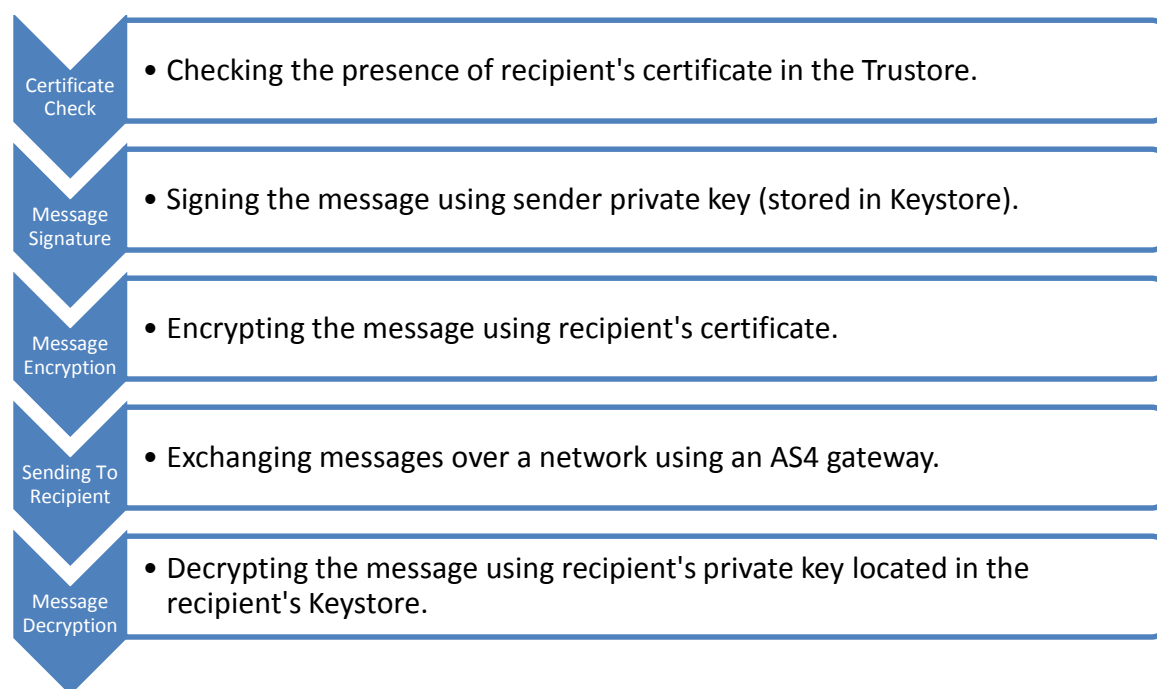 Certificate
Check
• Checking the presence of recipient's certificate in the Trustore.
Message
Signature
• Signing the message using sender private key (stored in Keystore).
Message
Encryption
• Encrypting the message using recipient's certificate.
Sending To
Recipient
• Exchanging messages over a network using an AS4 gateway.
Message
Decryption
• Decrypting the message using recipient's private key located in the
recipient's Keystore.